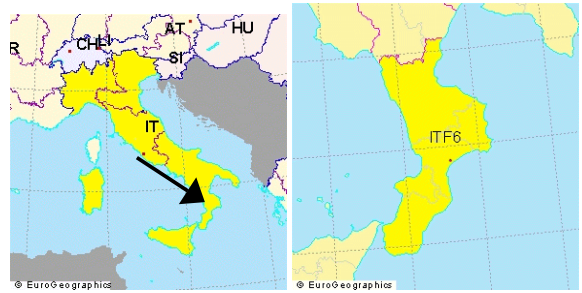 AT
HU
R
CH
LI
SI
IT
ITF6
© EuroGeographics
© EuroGeographics